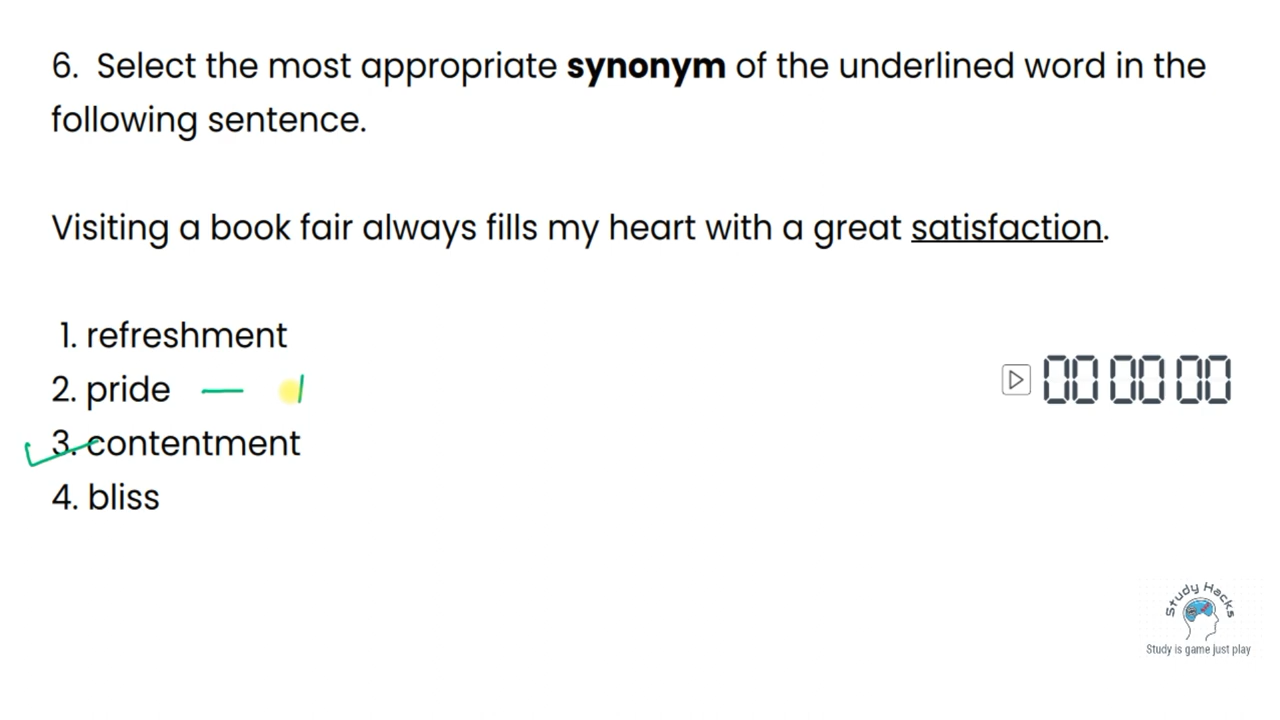 6. Select the most appropriate synonym of the underlined word in the
following sentence.
Visiting a book fair always fills my heart with a great satisfaction.
1. refreshment
2. pride —
3. contentment
4. bliss
00 00 00
Study Hacks
Study is game just play